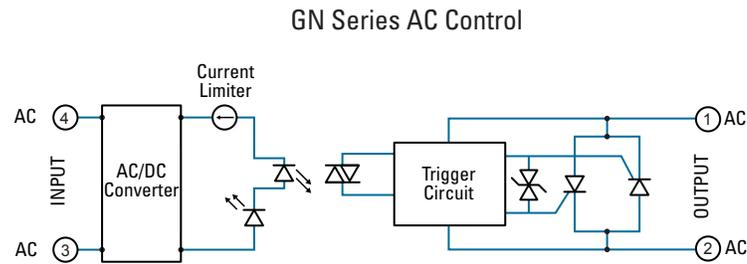 GN Series AC Control
Current
Limiter
AC 4
1 AC
INPUT
AC/DC
Converter
Trigger
Circuit
OUTPUT
AC 3
2 AC